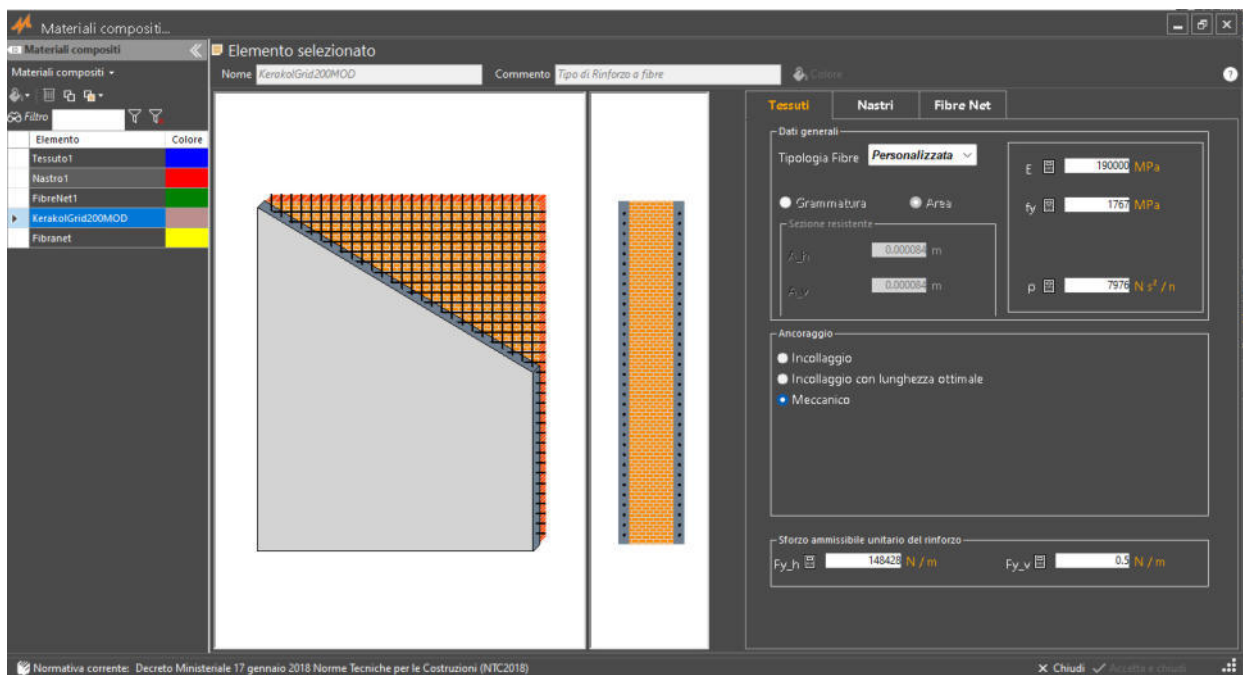 Materiali compositi...
Materiali compositi
Elemento selezionato
Materiali compositi
Nome KerakolGrid200MOD Commento Tipo di Rinforzo a fibre Colore
Filtro
Elemento Colore
Tessuto1
Nastro1
FibreNet1
KerakolGrid200MOD
Fibranet
Tessuti Nastri Fibre Net
Dati generali
Tipologia Fibre Personalizzata
E 190000 MPa
Grammatura Area
fy 1767 MPa
Sezione resistente
A_h 0.000084 m
A_v 0.000084 m
ρ 7976 N s² / n
Ancoraggio
Incollaggio
Incollaggio con lunghezza ottimale
Meccanico
Sforzo ammissibile unitario del rinforzo
Fy_h 148428 N / m Fy_v 0.5 N / m
Normativa corrente: Decreto Ministeriale 17 gennaio 2018 Norme Tecniche per le Costruzioni (NTC2018)
Chiudi Accetta e chiudi